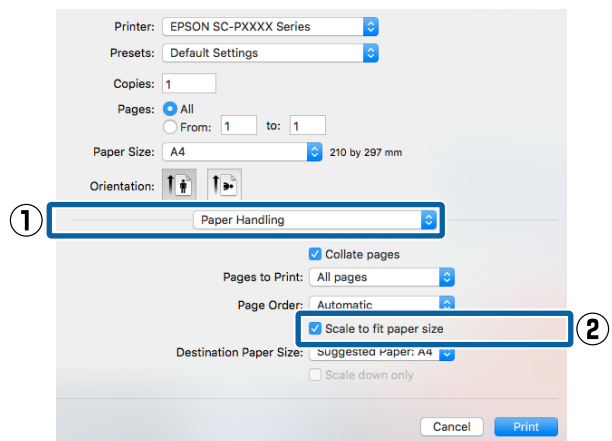 Printer: EPSON SC-PXXXX Series
Presets: Default Settings
Copies: 1
Pages: All
From: 1 to: 1
Paper Size: A4 210 by 297 mm
Orientation:
1 Paper Handling
Collate pages
Pages to Print: All pages
Page Order: Automatic
Scale to fit paper size 2
Destination Paper Size: Suggested Paper: A4
Scale down only
Cancel Print